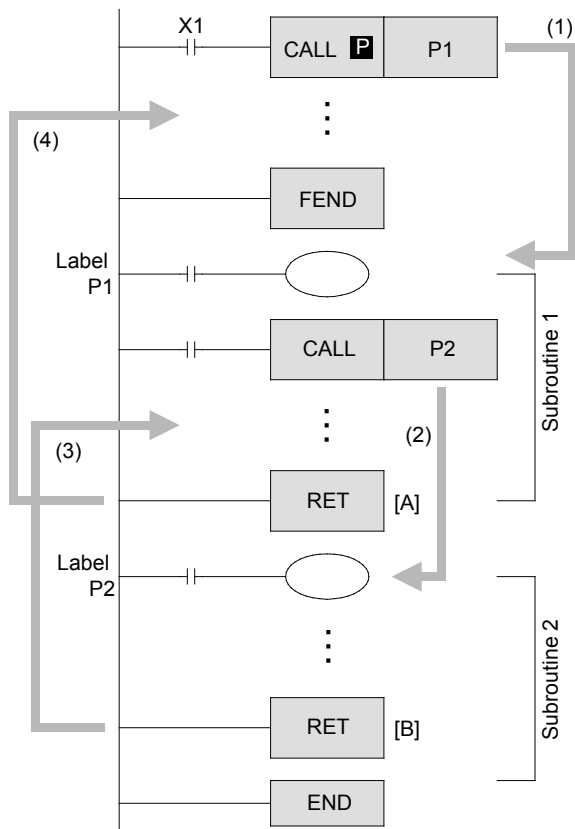 X1
CALL P P1
(1)
(4)
FEND
Label
P1
CALL P2
Subroutine 1
(3)
(2)
RET [A]
Label
P2
Subroutine 2
RET [B]
END